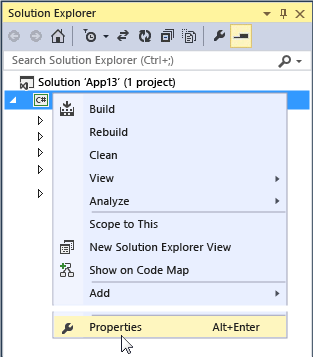 Solution Explorer
Search Solution Explorer (Ctrl+;)
Solution 'App13' (1 project)
C#
Build
Rebuild
Clean
View
Analyze
Scope to This
New Solution Explorer View
Show on Code Map
Add
Properties Alt+Enter